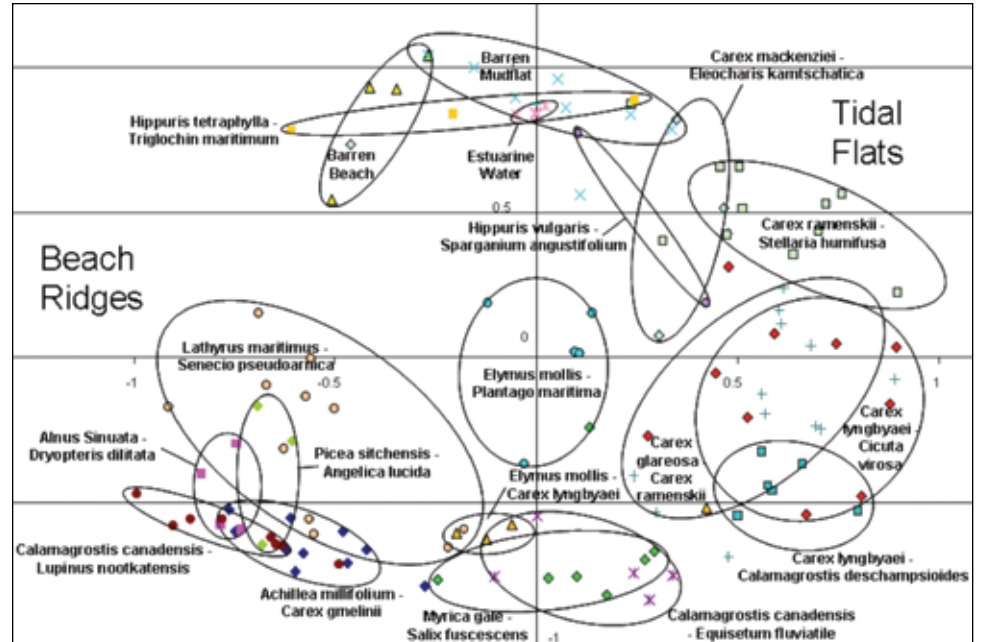 Barren
Mudflat
Carex mackenziei -
Eleocharis kamtschatica
Tidal
Flats
Hippuris tetraphylla -
Triglochin maritimum
Barren
Beach
Estuarine
Water
0.5
Hippuris vulgaris -
Sparganium angustifolium
Carex ramenskii -
Stellaria humifusa
Beach
Ridges
0
Lathyrus maritimus -
Senecio pseudoarnica
-1
-0.5
0.5
1
Elymus mollis -
Plantago maritima
Alnus Sinuata -
Dryopteris dilitata
Picea sitchensis -
Angelica lucida
Elymus mollis -
Carex lyngbyaei
Carex
glareosa
Carex
ramenskii
Carex
lyngbyaei -
Cicuta
virosa
Calamagrostis canadensis -
Lupinus nootkatensis
Achillea millifolium -
Carex gmelinii
Myrica gale -
Salix fuscescens
Carex lyngbyaei -
Calamagrostis deschampsioides
Calamagrostis canadensis
- Equisetum fluviatile
-1